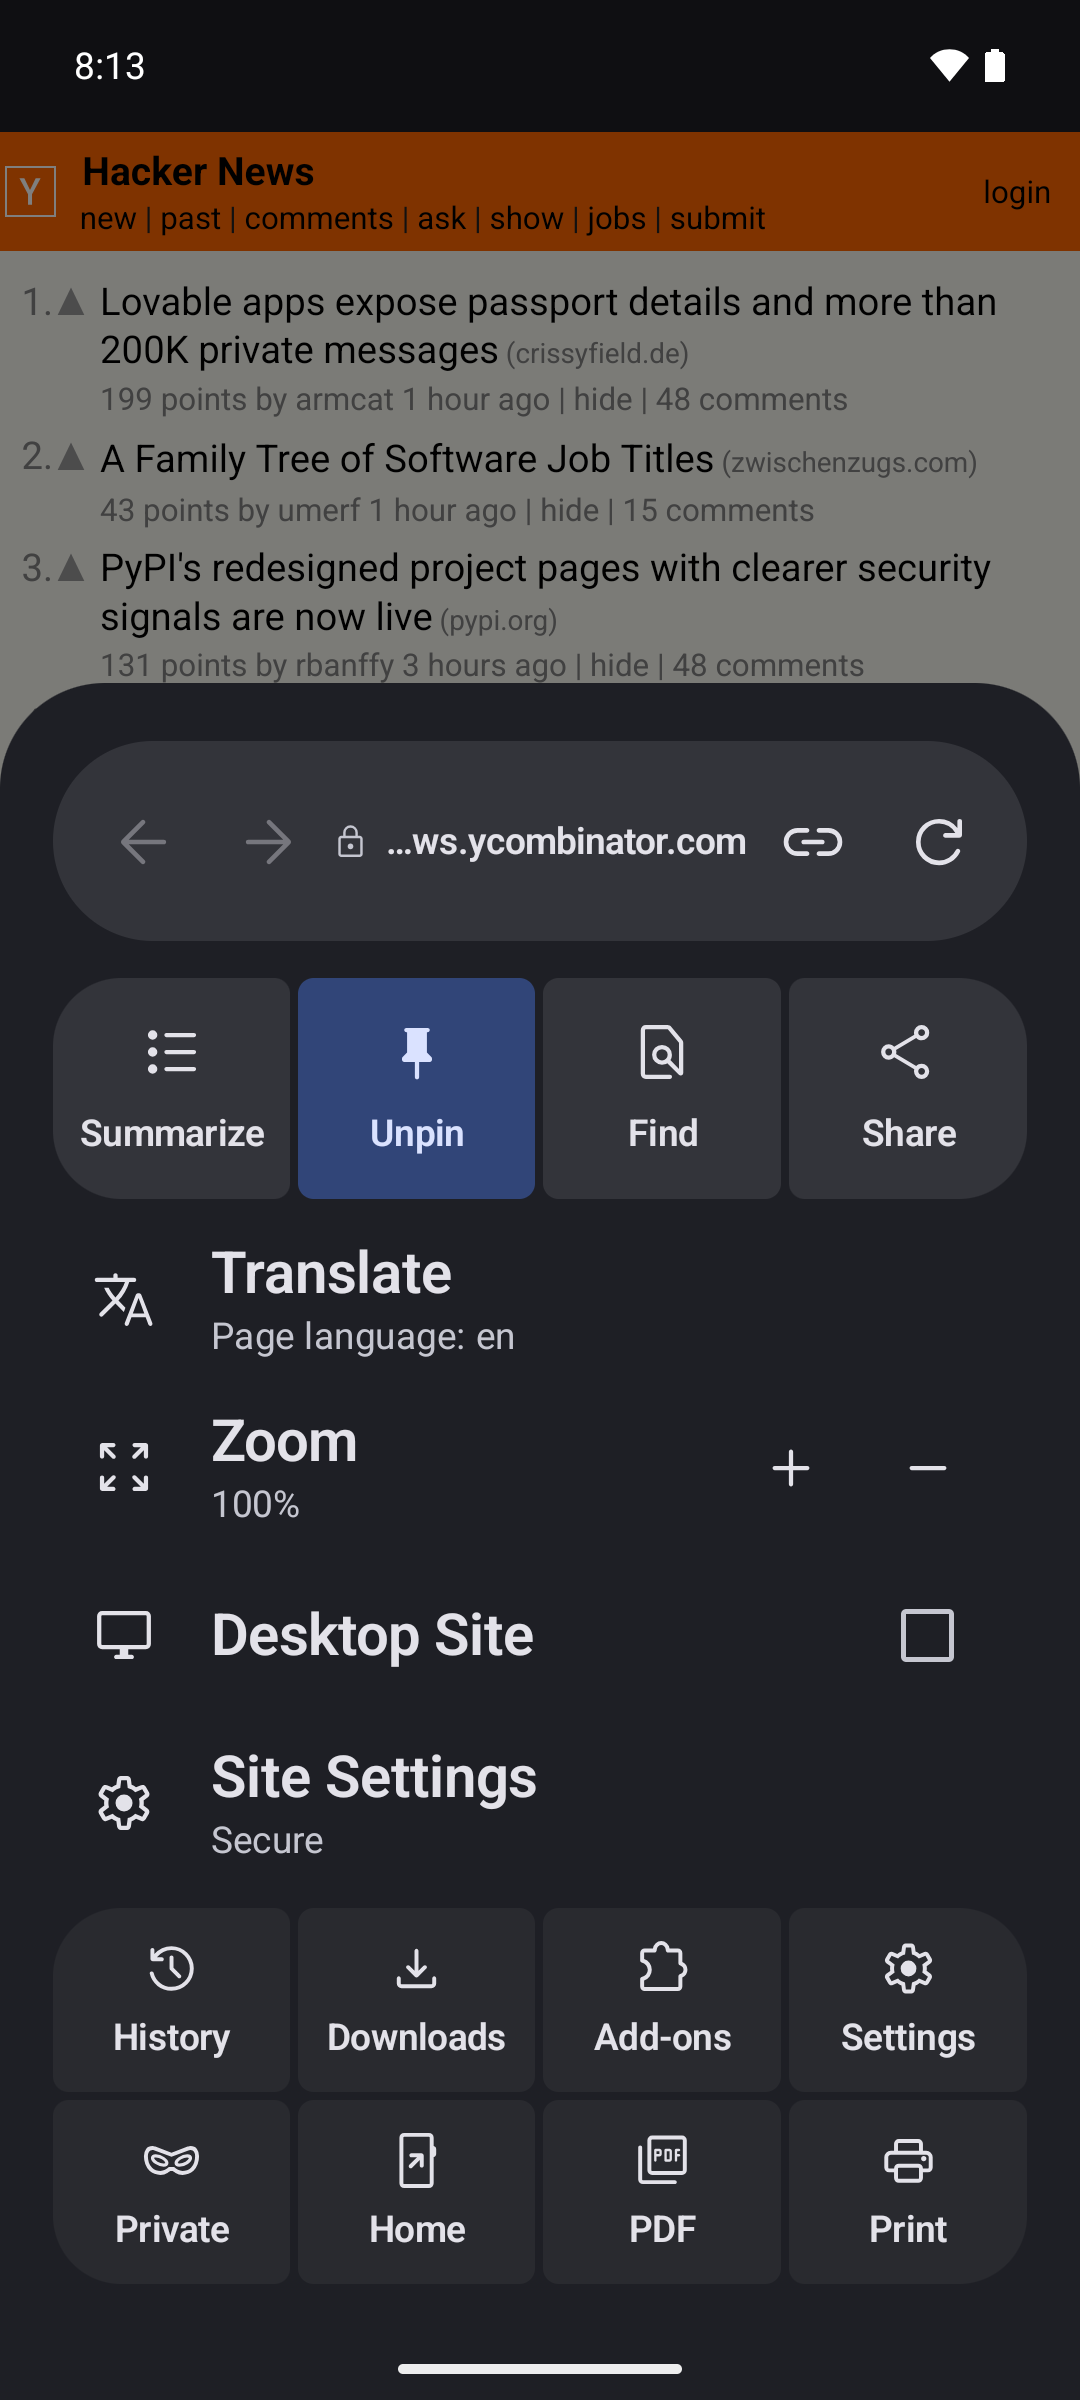 8:13
Y
Hacker News
new | past | comments | ask | show | jobs | submit
login
1. Lovable apps expose passport details and more than
200K private messages (crissyfield.de)
199 points by armcat 1 hour ago | hide | 48 comments
2. A Family Tree of Software Job Titles (zwischenzugs.com)
43 points by umerf 1 hour ago | hide | 15 comments
3. PyPI's redesigned project pages with clearer security
signals are now live (pypi.org)
131 points by rbanffy 3 hours ago | hide | 48 comments
...ws.ycombinator.com
Summarize
Unpin
Find
Share
Translate
Page language: en
Zoom
100%
Desktop Site
Site Settings
Secure
History
Downloads
Add-ons
Settings
Private
Home
PDF
PDF
Print